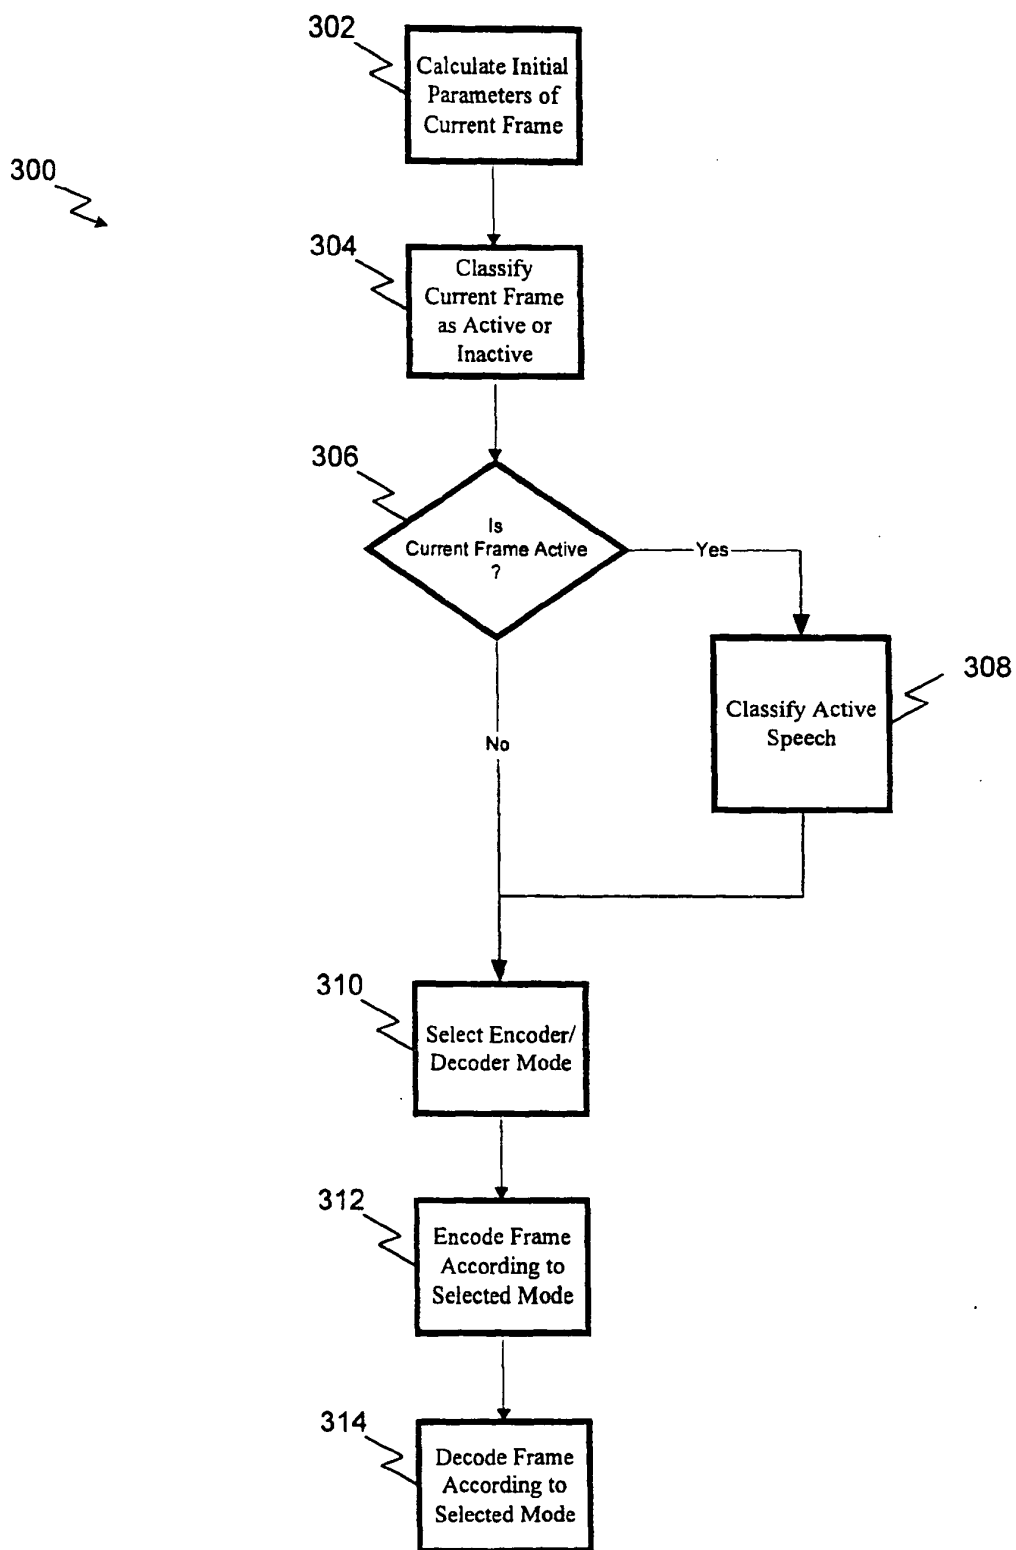 302
Calculate Initial
Parameters of
Current Frame
300
304
Classify
Current Frame
as Active or
Inactive
306
Is
Current Frame Active
?
Yes
308
Classify Active
Speech
No
310
Select Encoder/
Decoder Mode
312
Encode Frame
According to
Selected Mode
314
Decode Frame
According to
Selected Mode